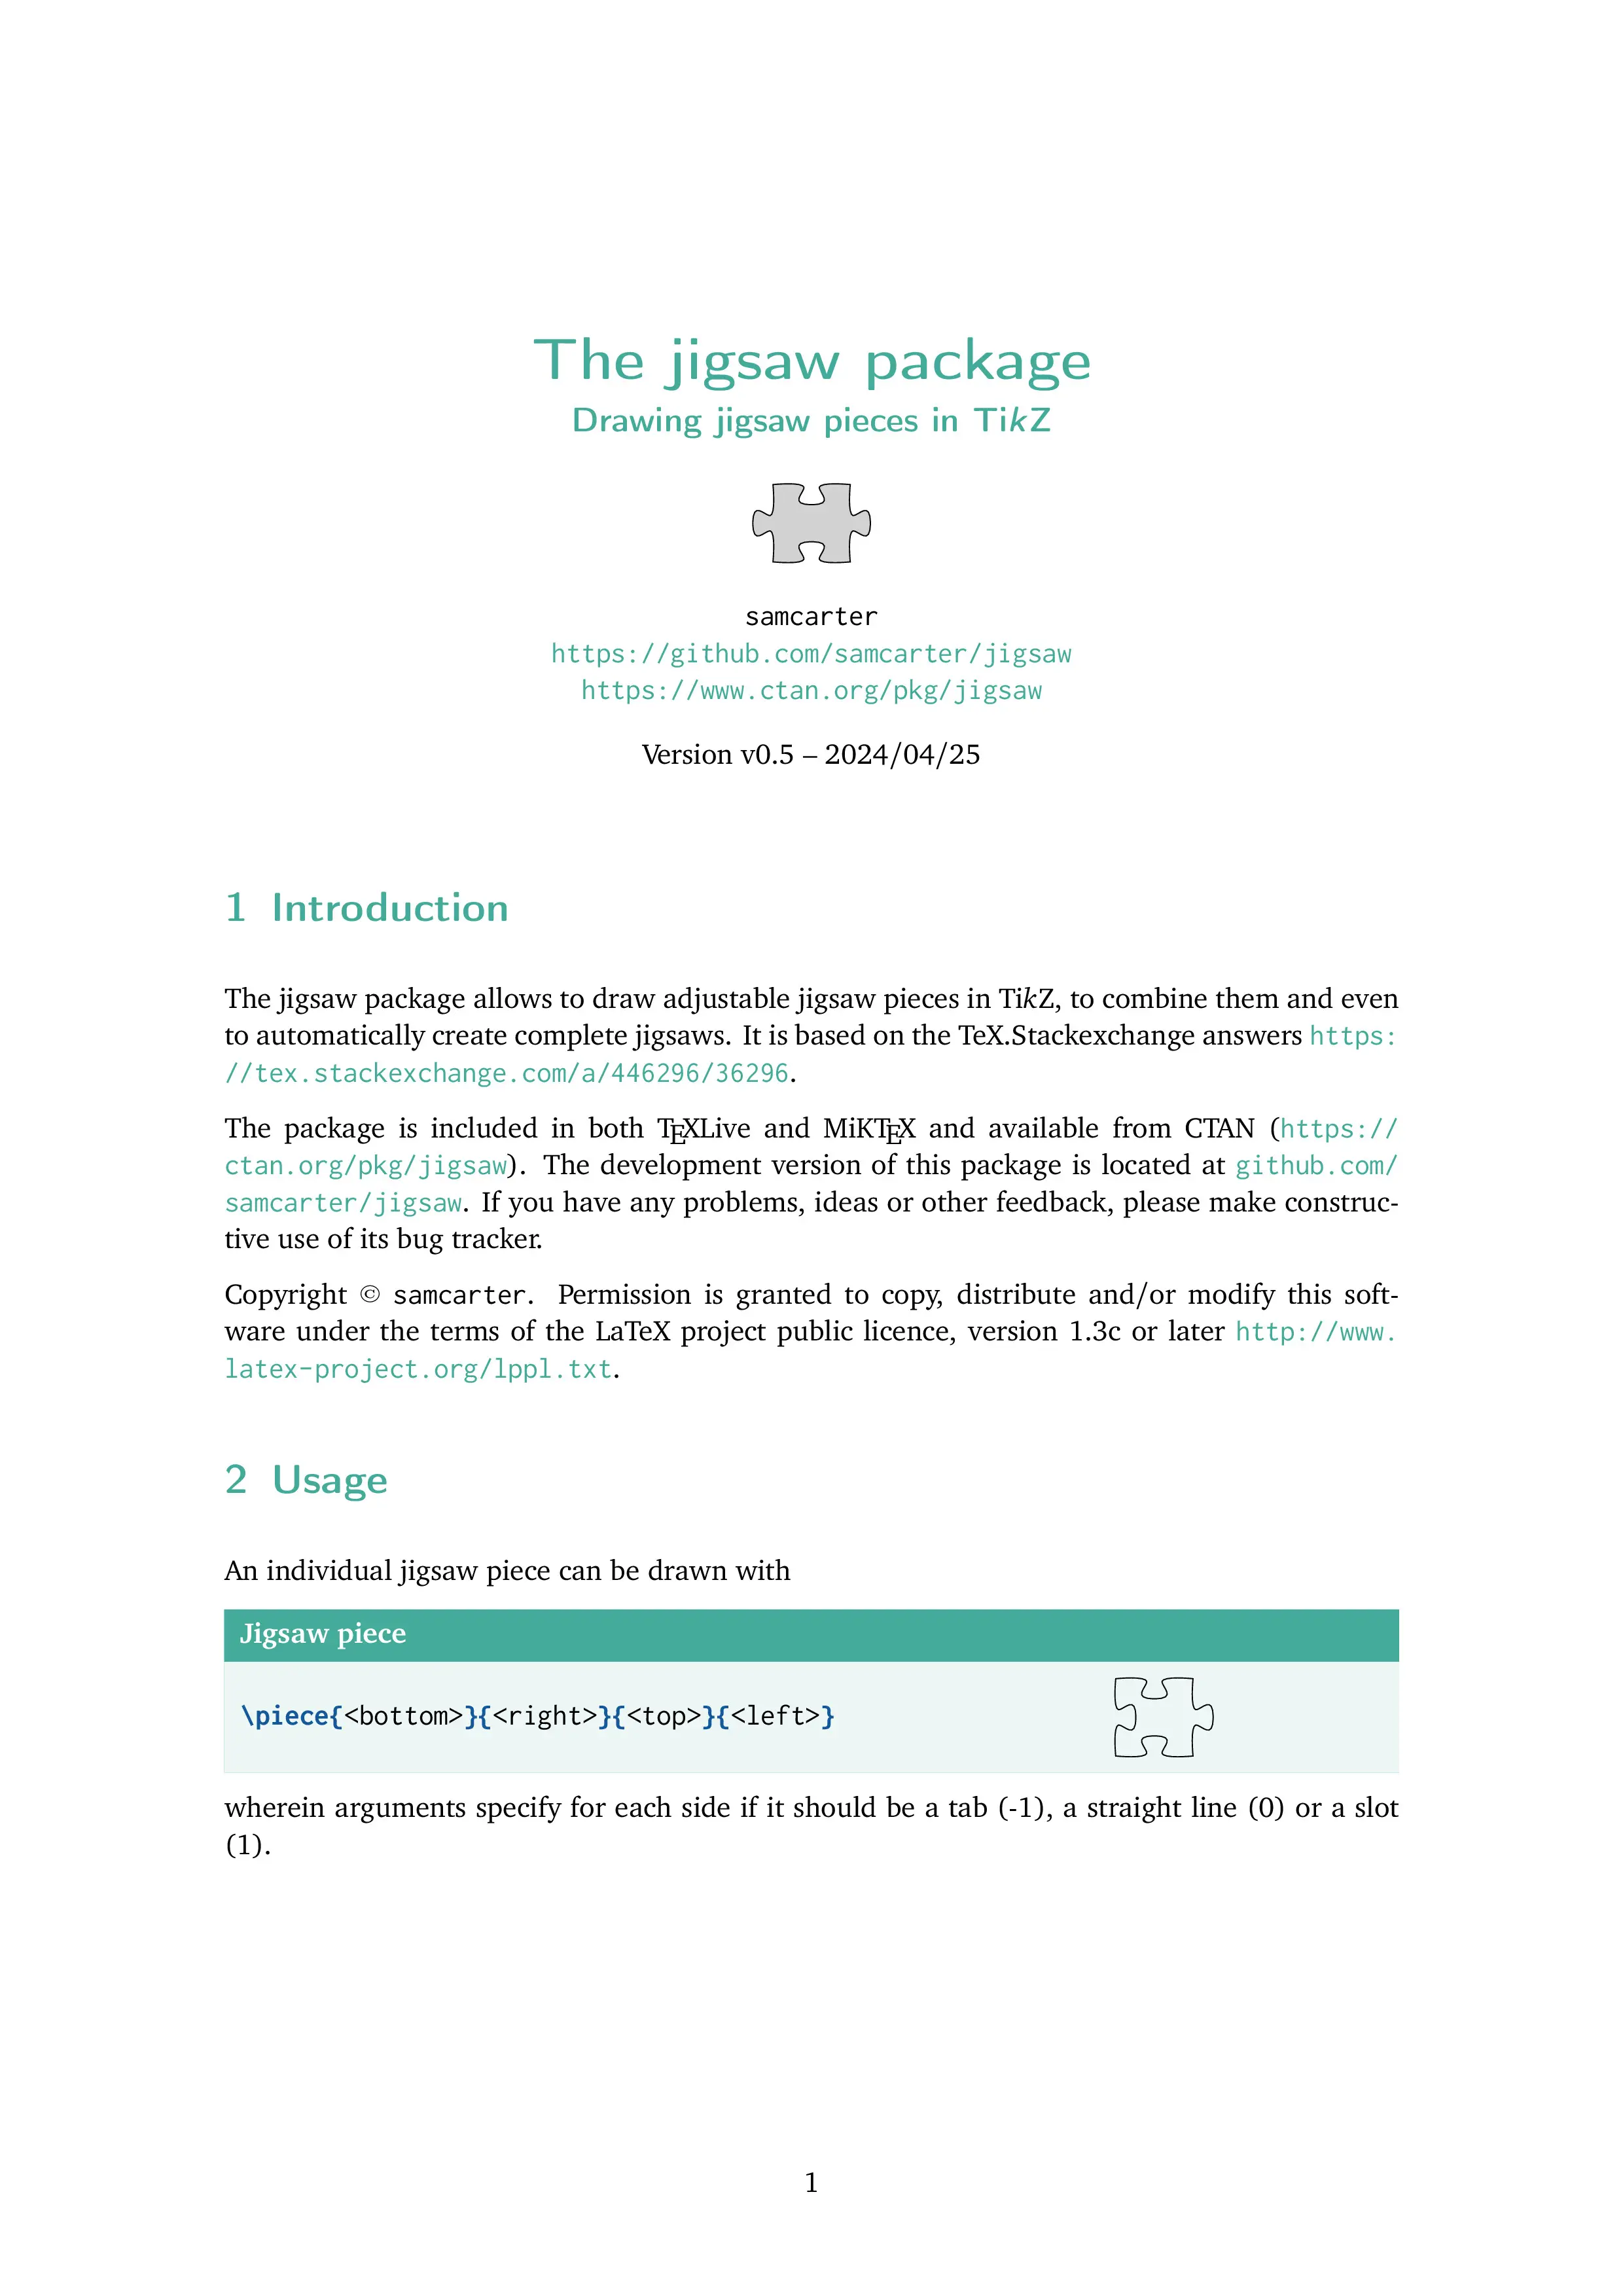 The jigsaw package
Drawing jigsaw pieces in TikZ
samcarter
https://github.com/samcarter/jigsaw
https://www.ctan.org/pkg/jigsaw
Version v0.5 – 2024/04/25
1 Introduction
The jigsaw package allows to draw adjustable jigsaw pieces in TikZ, to combine them and even
to automatically create complete jigsaws. It is based on the TeX.Stackexchange answers https:
//tex.stackexchange.com/a/446296/36296.
The package is included in both TEXLive and MiKTEX and available from CTAN (https://
ctan.org/pkg/jigsaw). The development version of this package is located at github.com/
samcarter/jigsaw. If you have any problems, ideas or other feedback, please make construc-
tive use of its bug tracker.
Copyright © samcarter. Permission is granted to copy, distribute and/or modify this soft-
ware under the terms of the LaTeX project public licence, version 1.3c or later http://www.
latex-project.org/lppl.txt.
2 Usage
An individual jigsaw piece can be drawn with
Jigsaw piece
\piece{<bottom>}{<right>}{<top>}{<left>}
wherein arguments specify for each side if it should be a tab (-1), a straight line (0) or a slot
(1).
1